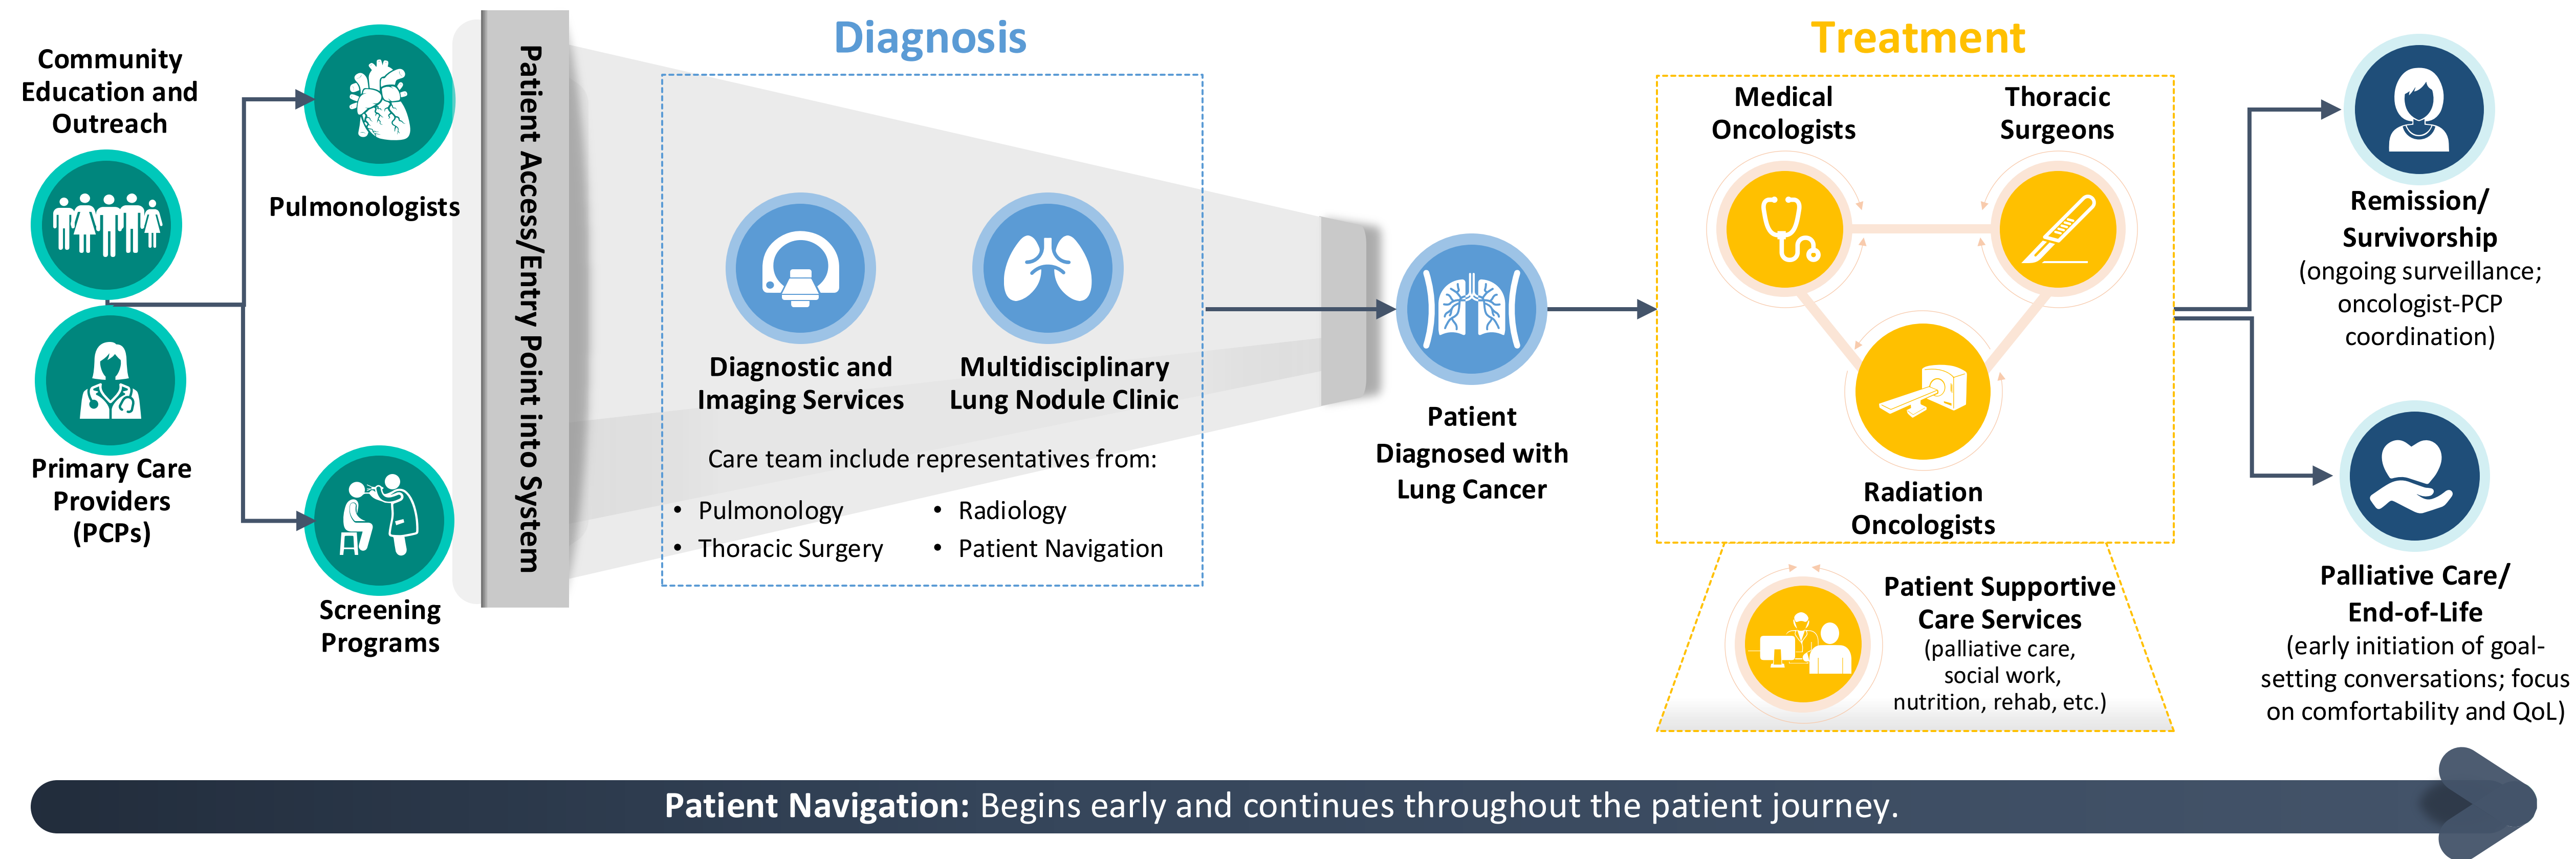 Community
Education and
Outreach
Primary Care
Providers
(PCPs)
Pulmonologists
Screening
Programs
Patient Access/Entry Point into System
Diagnosis
Diagnostic and
Imaging Services
Multidisciplinary
Lung Nodule Clinic
Care team include representatives from:
• Pulmonology
• Thoracic Surgery
• Radiology
• Patient Navigation
Patient
Diagnosed with
Lung Cancer
Treatment
Medical
Oncologists
Thoracic
Surgeons
Radiation
Oncologists
Patient Supportive
Care Services
(palliative care,
social work,
nutrition, rehab, etc.)
Remission/
Survivorship
(ongoing surveillance;
oncologist-PCP
coordination)
Palliative Care/
End-of-Life
(early initiation of goal-
setting conversations; focus
on comfortability and QoL)
Patient Navigation: Begins early and continues throughout the patient journey.